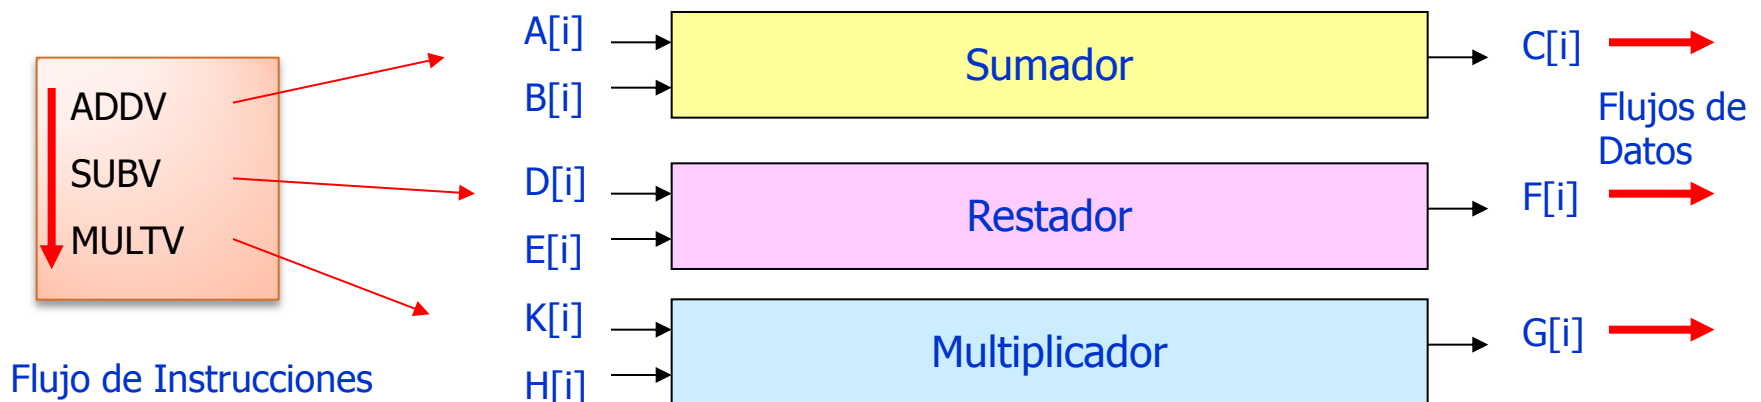 ADDV
SUBV
MULTV
Flujo de Instrucciones
A[i]
B[i]
Sumador
C[i]
Flujos de
Datos
D[i]
E[i]
Restador
F[i]
K[i]
H[i]
Multiplicador
G[i]